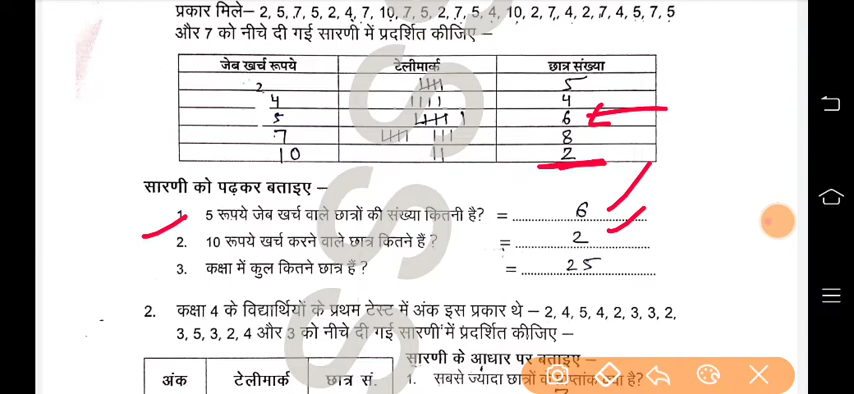 प्रकार मिले– 2, 5, 7, 5, 2, 4, 7, 10, 7, 5, 2, 7, 5, 4, 10, 2, 7, 4, 2, 7, 4, 5, 7, 5
और 7 को नीचे दी गई सारणी में प्रदर्शित कीजिए –
जेब खर्च रूपये टेलीमार्क छात्र संख्या
2 5
4 4
5 6
7 8
10 2
सारणी को पढ़कर बताइए –
1. 5 रूपये जेब खर्च वाले छात्रों की संख्या कितनी है? = 6
2. 10 रूपये खर्च करने वाले छात्र कितने हैं? = 2
3. कक्षा में कुल कितने छात्र हैं? = 25
2. कक्षा 4 के विद्यार्थियों के प्रथम टेस्ट में अंक इस प्रकार थे – 2, 4, 5, 4, 2, 3, 3, 2,
3, 5, 3, 2, 4 और 3 को नीचे दी गई सारणी में प्रदर्शित कीजिए –
सारणी के आधार पर बताइए –
अंक टेलीमार्क छात्र सं.
1. सबसे ज्यादा छात्रों के है?